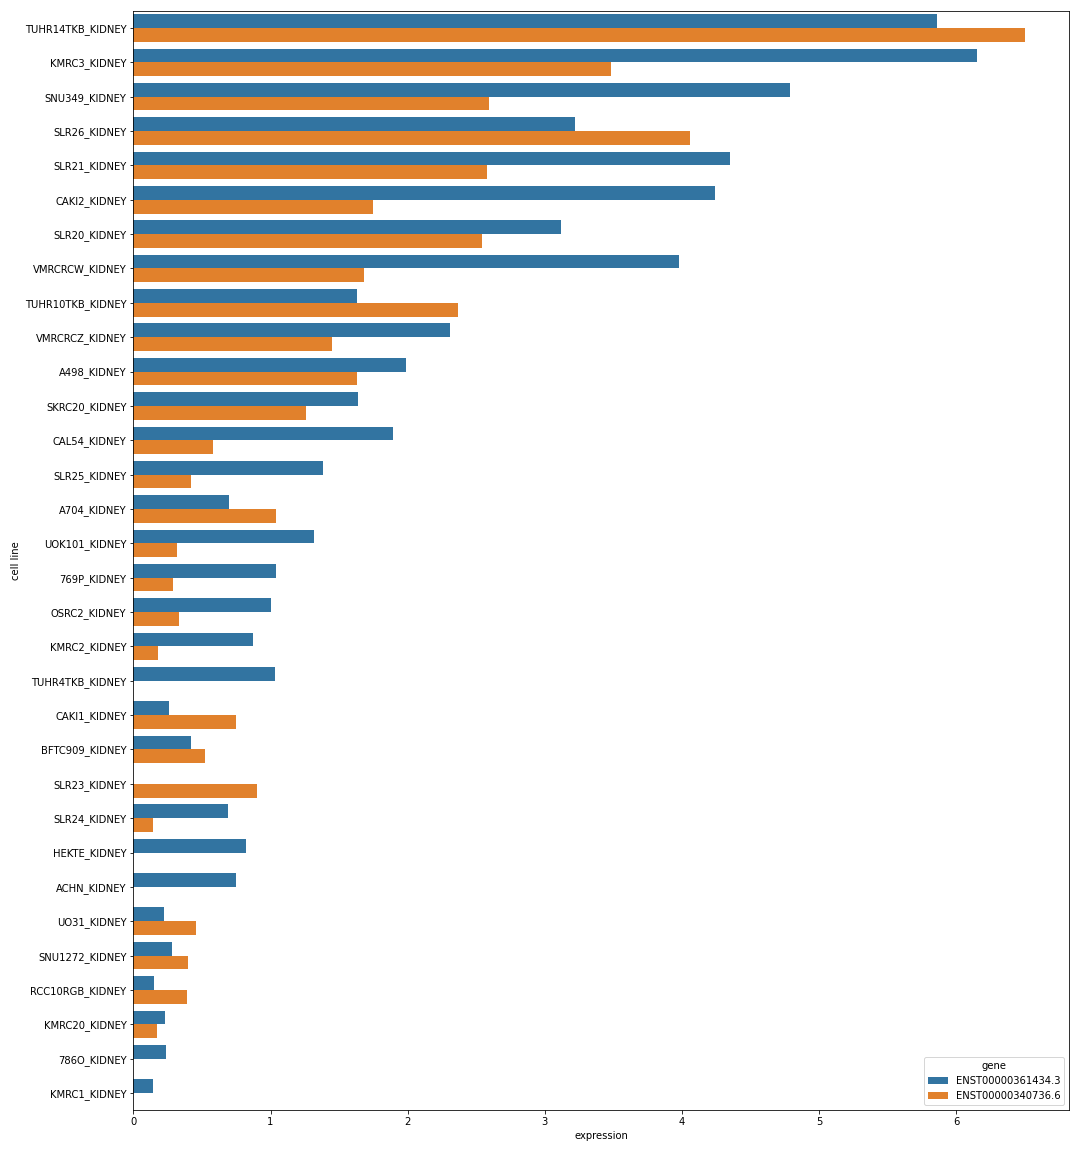 TUHR14TKB_KIDNEY
KMRC3_KIDNEY
SNU349_KIDNEY
SLR26_KIDNEY
SLR21_KIDNEY
CAKI2_KIDNEY
SLR20_KIDNEY
VMRCRCW_KIDNEY
TUHR10TKB_KIDNEY
VMRCRCZ_KIDNEY
A498_KIDNEY
SKRC20_KIDNEY
CAL54_KIDNEY
SLR25_KIDNEY
A704_KIDNEY
UOK101_KIDNEY
769P_KIDNEY
OSRC2_KIDNEY
KMRC2_KIDNEY
TUHR4TKB_KIDNEY
CAKI1_KIDNEY
BFTC909_KIDNEY
SLR23_KIDNEY
SLR24_KIDNEY
HEKTE_KIDNEY
ACHN_KIDNEY
UO31_KIDNEY
SNU1272_KIDNEY
RCC10RGB_KIDNEY
KMRC20_KIDNEY
786O_KIDNEY
KMRC1_KIDNEY
cell line
0 1 2 3 4 5 6
expression
gene
ENST00000361434.3
ENST00000340736.6